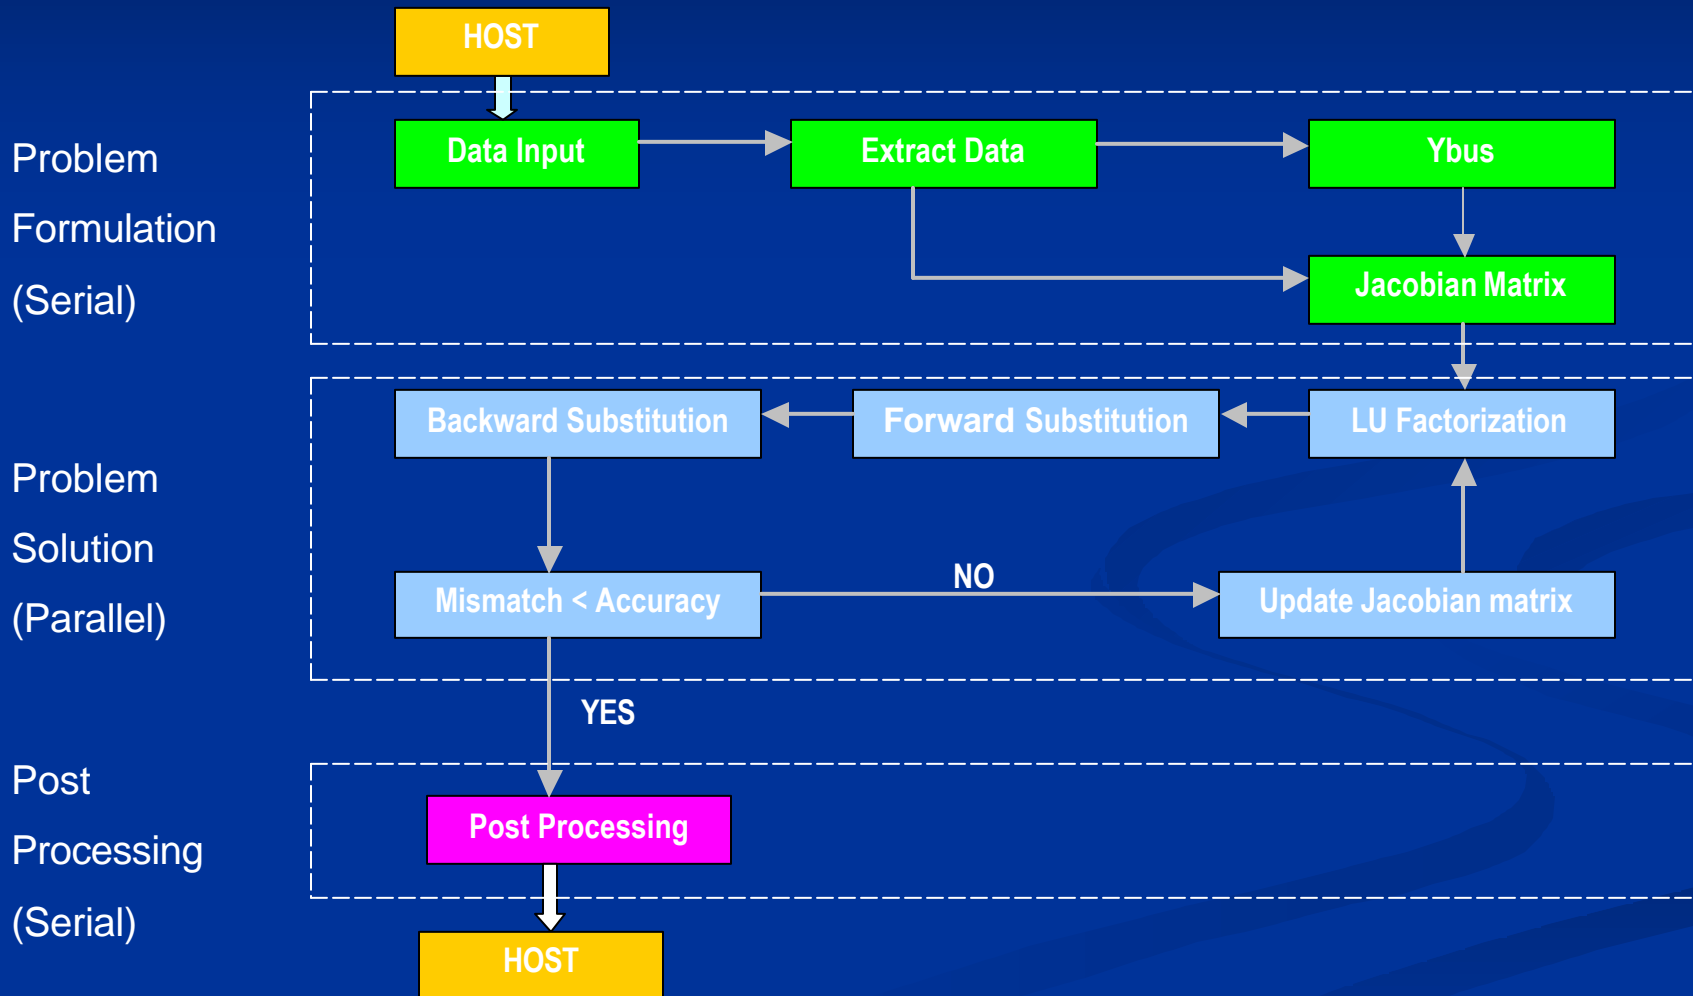 HOST
Problem
Formulation
(Serial)
Data Input
Extract Data
Ybus
Jacobian Matrix
Problem
Solution
(Parallel)
Backward Substitution
Forward Substitution
LU Factorization
Mismatch < Accuracy
NO
Update Jacobian matrix
YES
Post
Processing
(Serial)
Post Processing
HOST